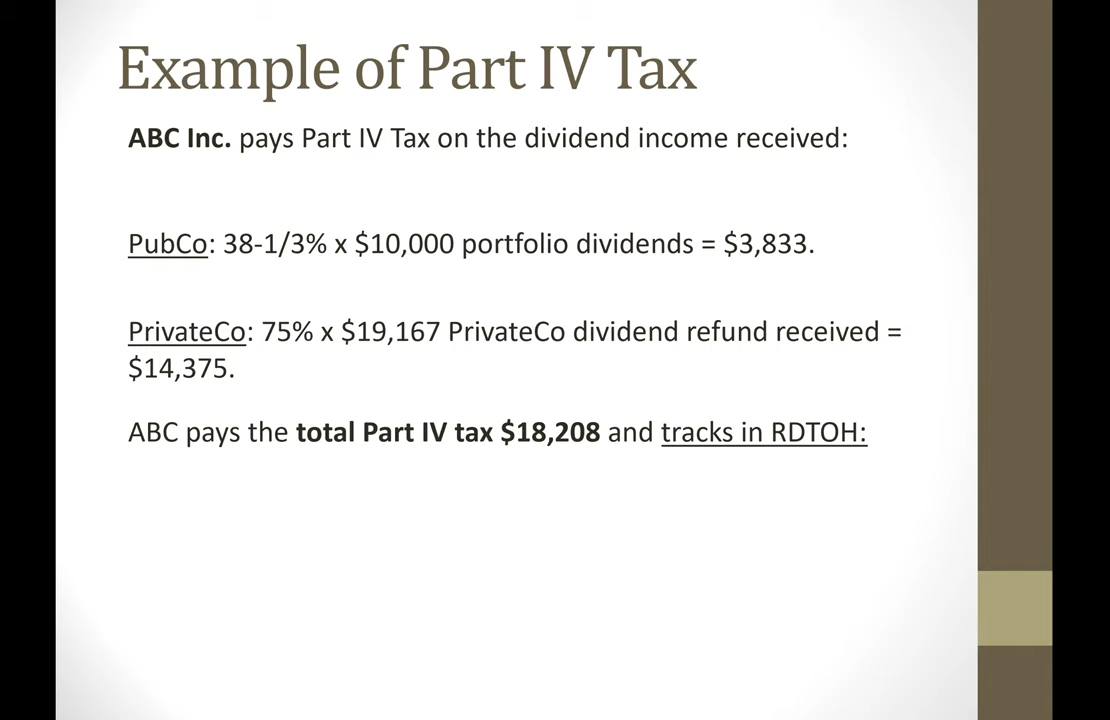 Example of Part IV Tax
ABC Inc. pays Part IV Tax on the dividend income received:
PubCo: 38-1/3% x $10,000 portfolio dividends = $3,833.
PrivateCo: 75% x $19,167 PrivateCo dividend refund received =
$14,375.
ABC pays the total Part IV tax $18,208 and tracks in RDTOH: